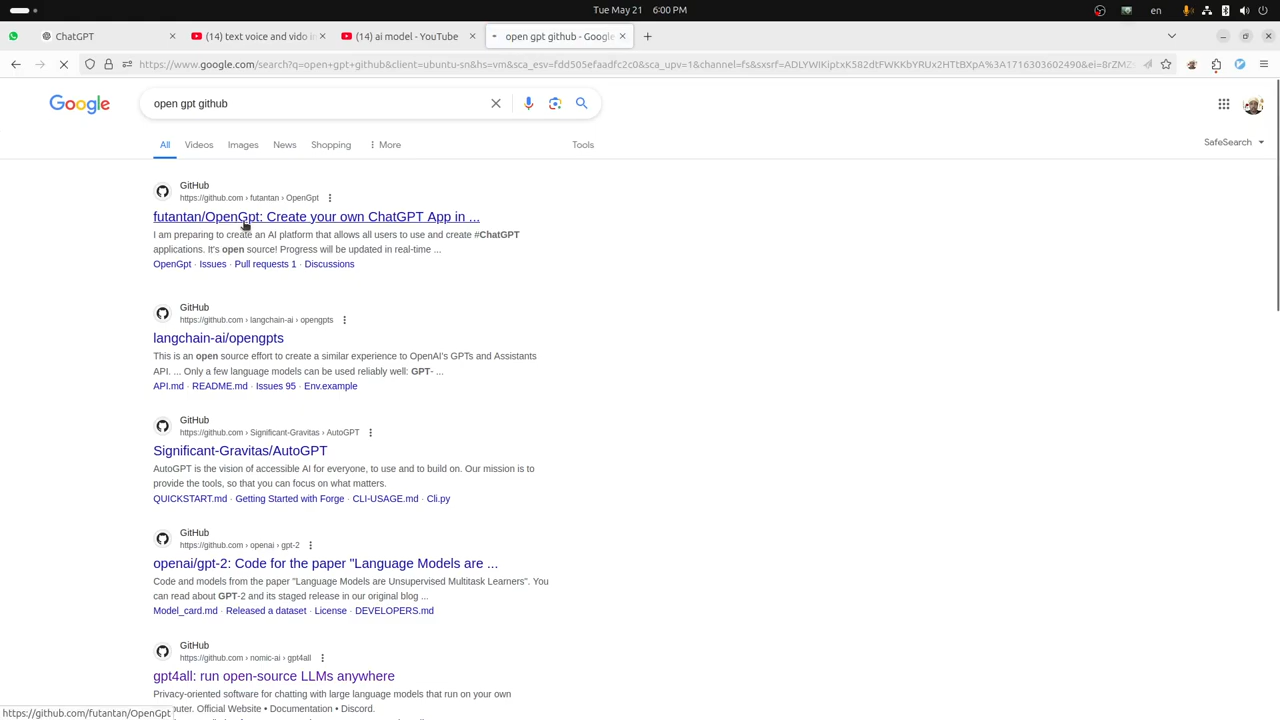 Tue May 21 6:00 PM
en
ChatGPT
(14) text voice and vido in
(14) ai model - YouTube
open gpt github - Google
https://www.google.com/search?q=open+gpt+github&client=ubuntu-sn&hs=vm&sca_esv=fdd505efaadfc2c0&sca_upv=1&channel=fs&sxsrf=ADLYWIKiptxK582dtFWKKbYRUx2HTtBXpA%3A1716303602490&ei=8rZMZ
Google
open gpt github
All
Videos
Images
News
Shopping
More
Tools
SafeSearch
GitHub
https://github.com › futantan › OpenGpt
futantan/OpenGpt: Create your own ChatGPT App in ...
I am preparing to create an AI platform that allows all users to use and create #ChatGPT
applications. It's open source! Progress will be updated in real-time ...
OpenGpt · Issues · Pull requests 1 · Discussions
GitHub
https://github.com › langchain-ai › opengpts
langchain-ai/opengpts
This is an open source effort to create a similar experience to OpenAI's GPTs and Assistants
API. ... Only a few language models can be used reliably well: GPT- ...
API.md · README.md · Issues 95 · Env.example
GitHub
https://github.com › Significant-Gravitas › AutoGPT
Significant-Gravitas/AutoGPT
AutoGPT is the vision of accessible AI for everyone, to use and to build on. Our mission is to
provide the tools, so that you can focus on what matters.
QUICKSTART.md · Getting Started with Forge · CLI-USAGE.md · Cli.py
GitHub
https://github.com › openai › gpt-2
openai/gpt-2: Code for the paper "Language Models are ...
Code and models from the paper "Language Models are Unsupervised Multitask Learners". You
can read about GPT-2 and its staged release in our original blog ...
Model_card.md · Released a dataset · License · DEVELOPERS.md
GitHub
https://github.com › nomic-ai › gpt4all
gpt4all: run open-source LLMs anywhere
Privacy-oriented software for chatting with large language models that run on your own
puter. Official Website • Documentation • Discord.
https://github.com/futantan/OpenGpt